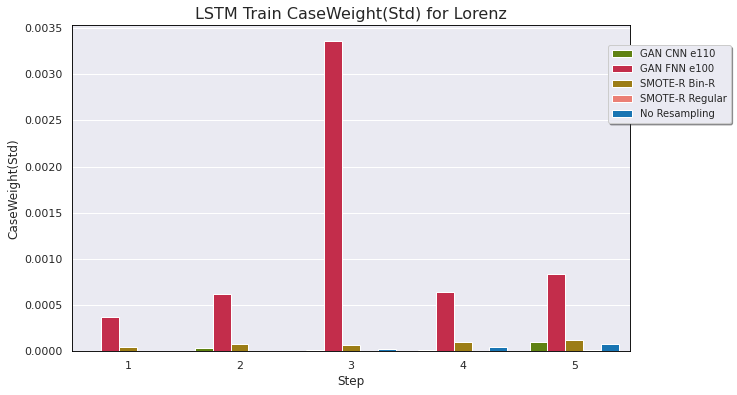 LSTM Train CaseWeight(Std) for Lorenz
0.0035
0.0030
0.0025
0.0020
0.0015
0.0010
0.0005
0.0000
CaseWeight(Std)
1 2 3 4 5
Step
GAN CNN e110
GAN FNN e100
SMOTE-R Bin-R
SMOTE-R Regular
No Resampling